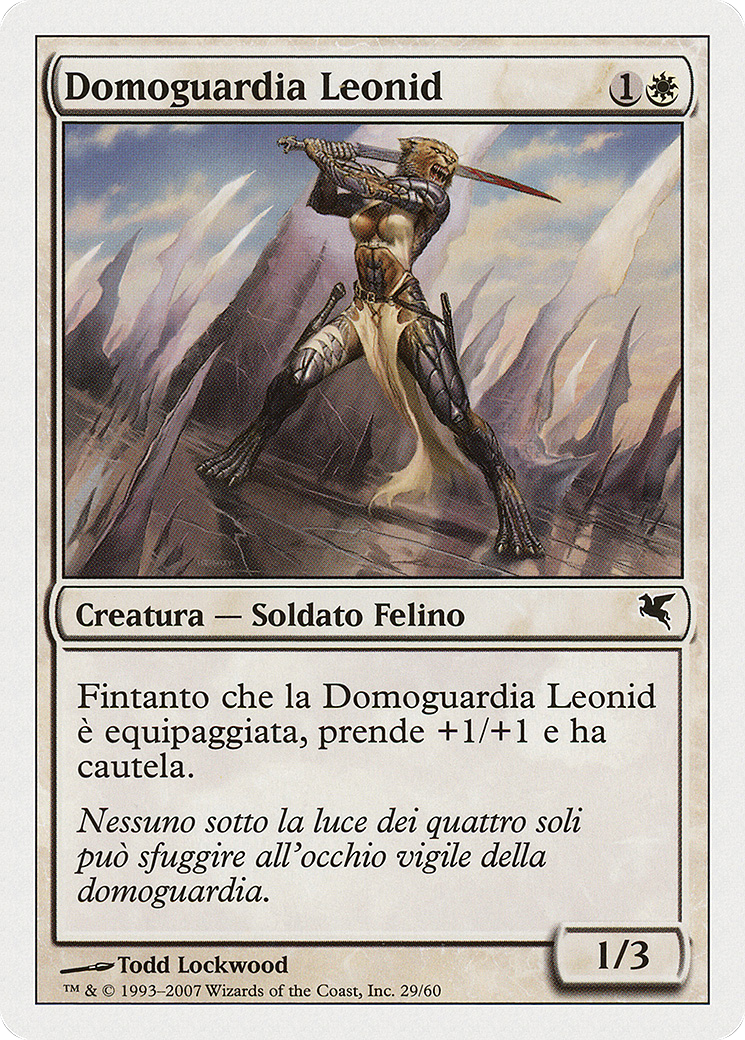 Domoguardia Leonid
1
Creatura — Soldato Felino
Fintanto che la Domoguardia Leonid
è equipaggiata, prende +1/+1 e ha
cautela.
Nessuno sotto la luce dei quattro soli
può sfuggire all'occhio vigile della
domoguardia.
1/3
Todd Lockwood
™ & © 1993–2007 Wizards of the Coast, Inc. 29/60